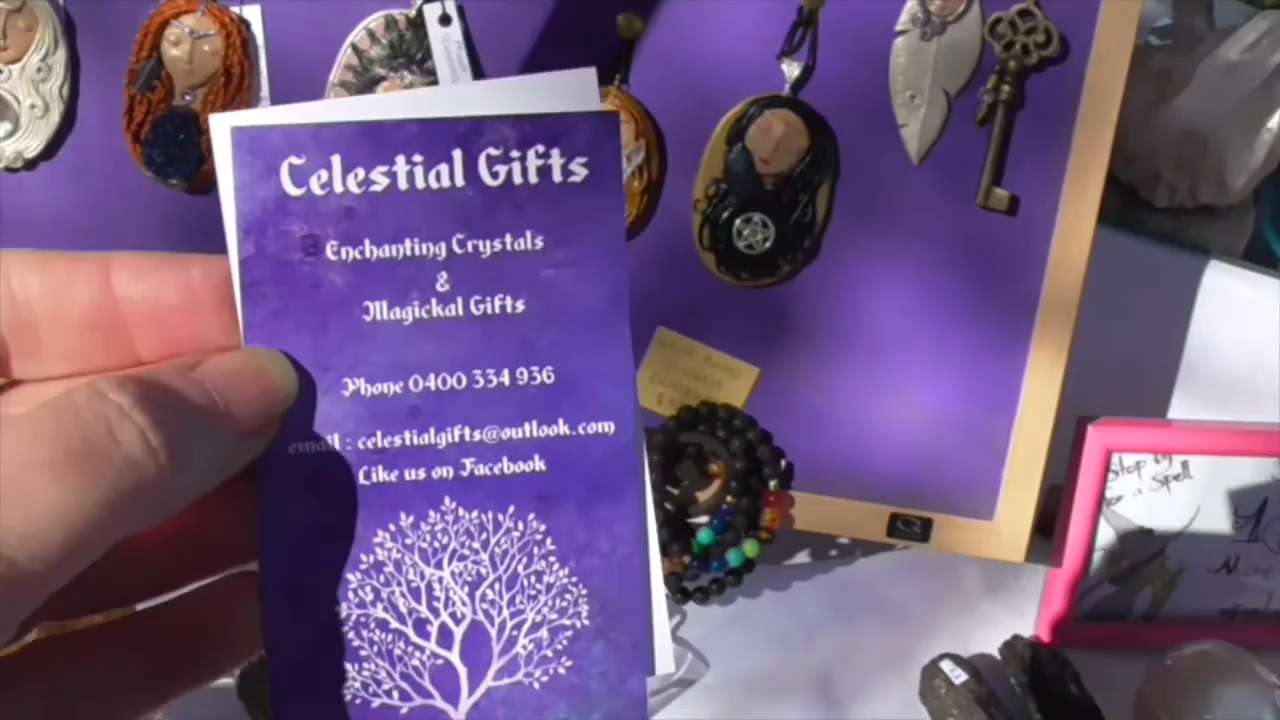 Celestial Gifts
Enchanting Crystals
&
Magickal Gifts
Phone 0400 334 936
email : celestialgifts@outlook.com
Like us on Facebook
Stop by
for a Spell